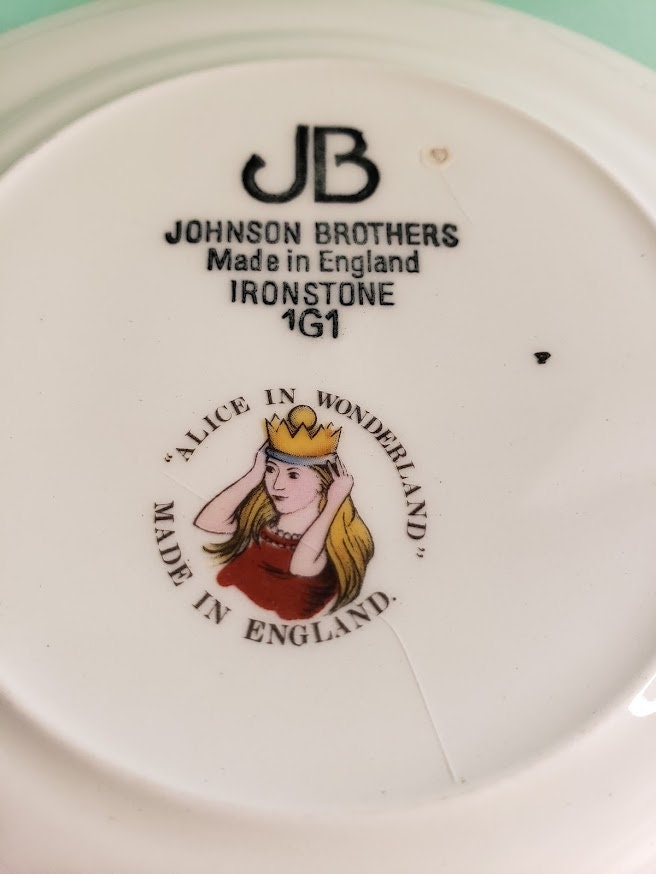 JB
JOHNSON BROTHERS
Made in England
IRONSTONE
1G1
"ALICE IN WONDERLAND"
MADE IN ENGLAND.